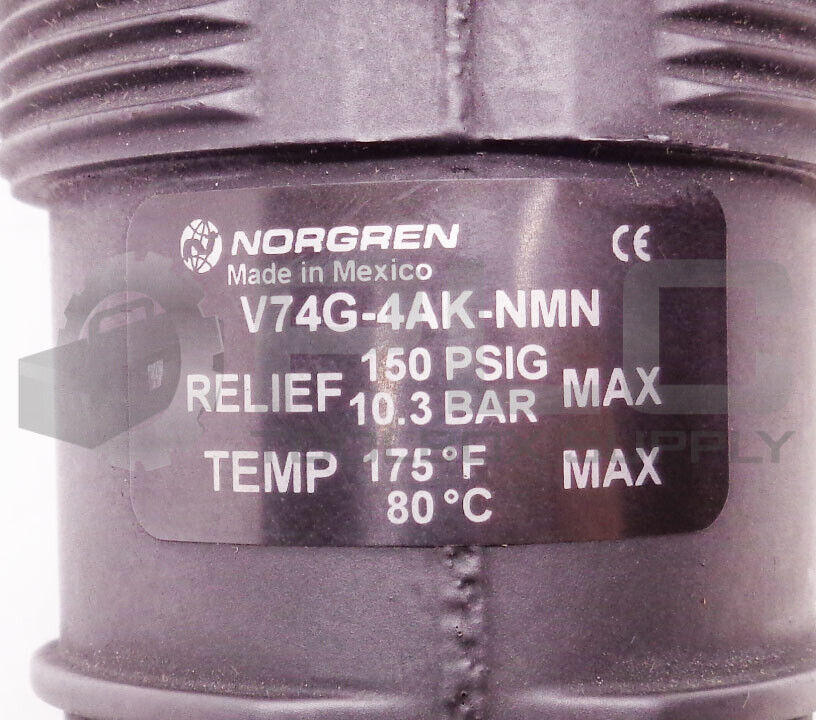 NORGREN
CE
Made in Mexico
V74G-4AK-NMN
RELIEF 150 PSIG MAX
10.3 BAR
TEMP 175 °F MAX
80 °C
SUPPLY